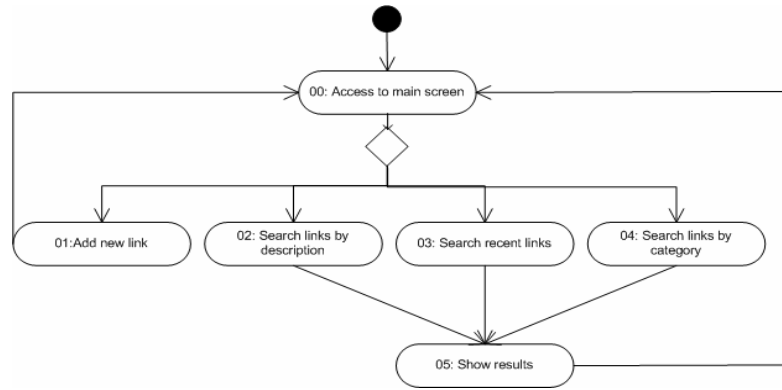 00: Access to main screen
01:Add new link
02: Search links by
description
03: Search recent links
04: Search links by
category
05: Show results